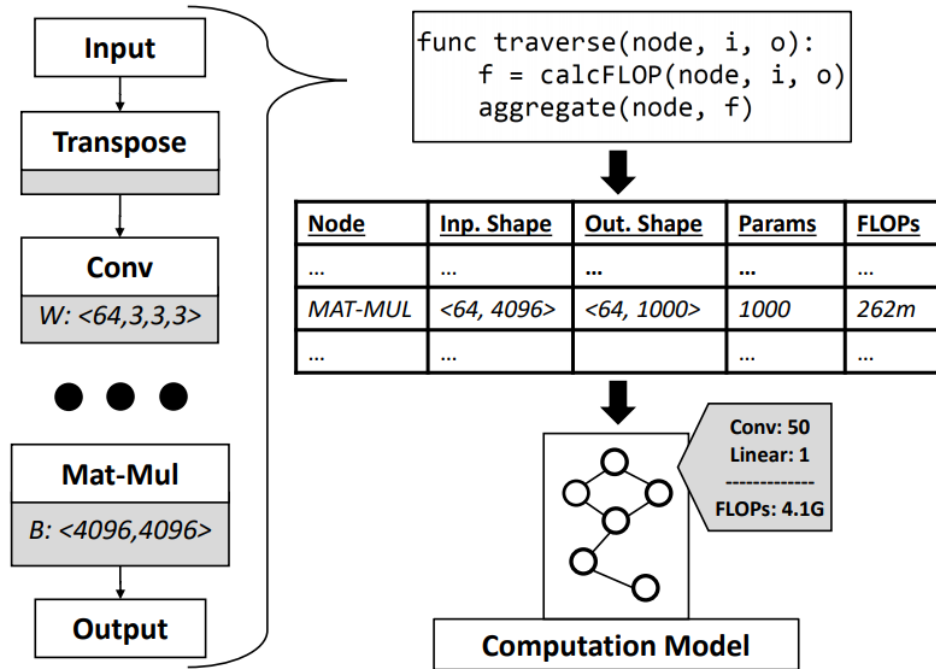 Input
Transpose
Conv
W: <64,3,3,3>
Mat-Mul
B: <4096,4096>
Output
func traverse(node, i, o):
    f = calcFLOP(node, i, o)
    aggregate(node, f)
Node Inp. Shape Out. Shape Params FLOPs
... ... ... ... ...
MAT-MUL <64, 4096> <64, 1000> 1000 262m
... ... ... ...
Conv: 50
Linear: 1
-------------
FLOPs: 4.1G
Computation Model